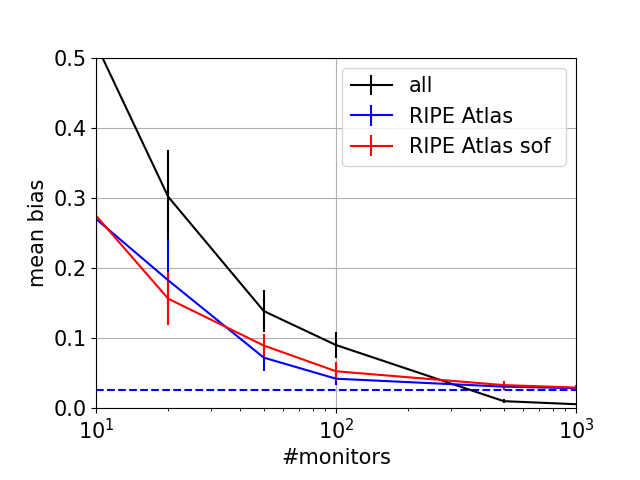 0.5
0.4
0.3
0.2
0.1
0.0
mean bias
all
RIPE Atlas
RIPE Atlas sof
10¹
10²
10³
#monitors